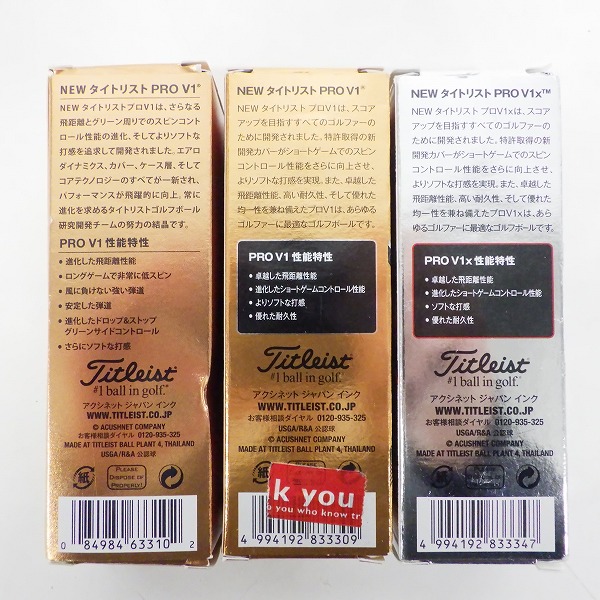 NEW タイトリスト PRO V1®
NEW タイトリストプロV1は、さらなる
飛距離とグリーン周りでのスピンコント
ロール性能の進化、そしてよりソフトな
打感を追求して開発されました。エアロ
ダイナミクス、カバー、ケース層、そして
コアテクノロジーのすべてが一新され、
パフォーマンスが飛躍的に向上。常に
進化を求めるタイトリストゴルフボール
研究開発チームの努力の結晶です。
PRO V1 性能特性
• 進化した飛距離性能
• ロングゲームで非常に低スピン
• 風に負けない強い弾道
• 安定した弾道
• 進化したドロップ&ストップ
グリーンサイドコントロール
• さらにソフトな打感
Titleist
#1 ball in golf.®
アクシネット ジャパン インク
WWW.TITLEIST.CO.JP
お客様相談ダイヤル 0120-935-325
© ACUSHNET COMPANY
MADE AT TITLEIST BALL PLANT 4, THAILAND
USGA/R&A 公認球
紙
PLEASE
DISPOSE OF
PROPERLY
0 84984 63310 2
NEW タイトリスト PRO V1®
NEW タイトリスト プロV1は、スコア
アップを目指すすべてのゴルファーの
ために開発されました。特許取得の新
開発カバーがショートゲームでのスピン
コントロール性能をさらに向上させ、
よりソフトな打感を実現。また、卓越した
飛距離性能、高い耐久性、そして優れた
均一性を兼ね備えたプロV1は、あらゆる
ゴルファーに最適なゴルフボールです。
PRO V1 性能特性
• 卓越した飛距離性能
• 進化したショートゲームコントロール性能
• よりソフトな打感
• 優れた耐久性
Titleist
#1 ball in golf.®
アクシネット ジャパン インク
WWW.TITLEIST.CO.JP
お客様相談ダイヤル 0120-935-325
USGA/R&A 公認球
© ACUSHNET COMPANY
MADE AT TITLEIST BALL PLANT 4, THAILAND
紙
PLEASE
k you
o you who know tr
4 994192 833309
NEW タイトリスト PRO V1x™
NEW タイトリスト プロV1xは、スコア
アップを目指すすべてのゴルファーの
ために開発されました。特許取得の新
開発カバーがショートゲームでのスピン
コントロール性能をさらに向上させ、
よりソフトな打感を実現。また、卓越した
飛距離性能、高い耐久性、そして優れた
均一性を兼ね備えたプロV1xは、あら
ゆるゴルファーに最適なゴルフボールです。
PRO V1x 性能特性
• 卓越した飛距離性能
• 進化したショートゲームコントロール性能
• ソフトな打感
• 優れた耐久性
Titleist
#1 ball in golf.®
アクシネット ジャパン インク
WWW.TITLEIST.CO.JP
お客様相談ダイヤル 0120-935-325
USGA/R&A 公認球
© ACUSHNET COMPANY
MADE AT TITLEIST BALL PLANT 4, THAILAND
紙
PLEASE
DISPOSE OF
PROPERLY
4 994192 833347